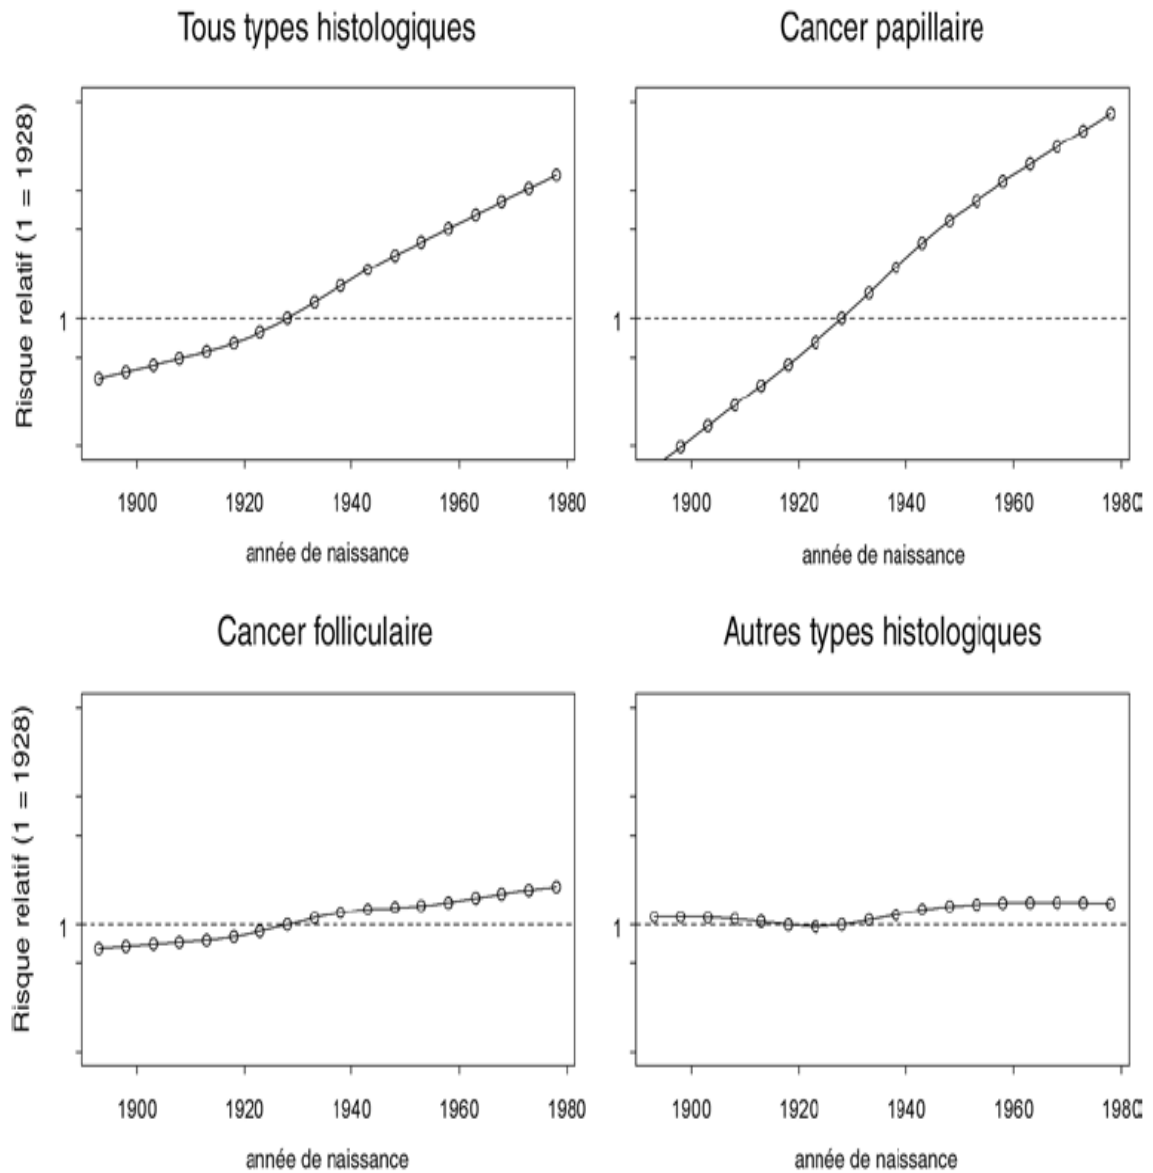 Tous types histologiques
Cancer papillaire
Risque relatif (1 = 1928)
1
1
1900 1920 1940 1960 1980
1900 1920 1940 1960 1980
année de naissance
année de naissance
Cancer folliculaire
Autres types histologiques
Risque relatif (1 = 1928)
1
1
1900 1920 1940 1960 1980
1900 1920 1940 1960 1980
année de naissance
année de naissance